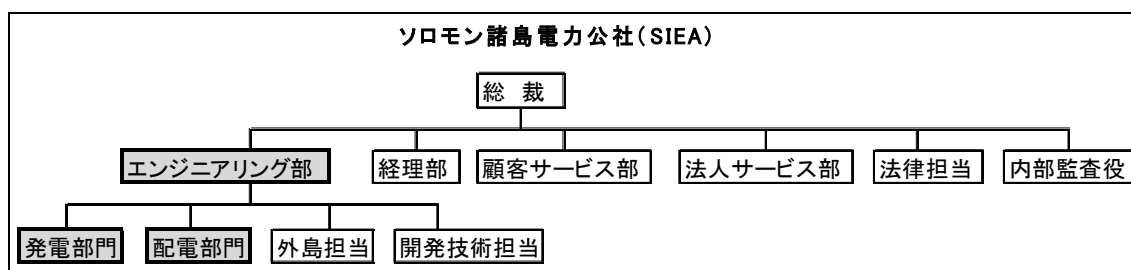 ソロモン諸島電力公社(SIEA)
総 裁
エンジニアリング部 経理部 顧客サービス部 法人サービス部 法律担当 内部監査役
発電部門 配電部門 外島担当 開発技術担当